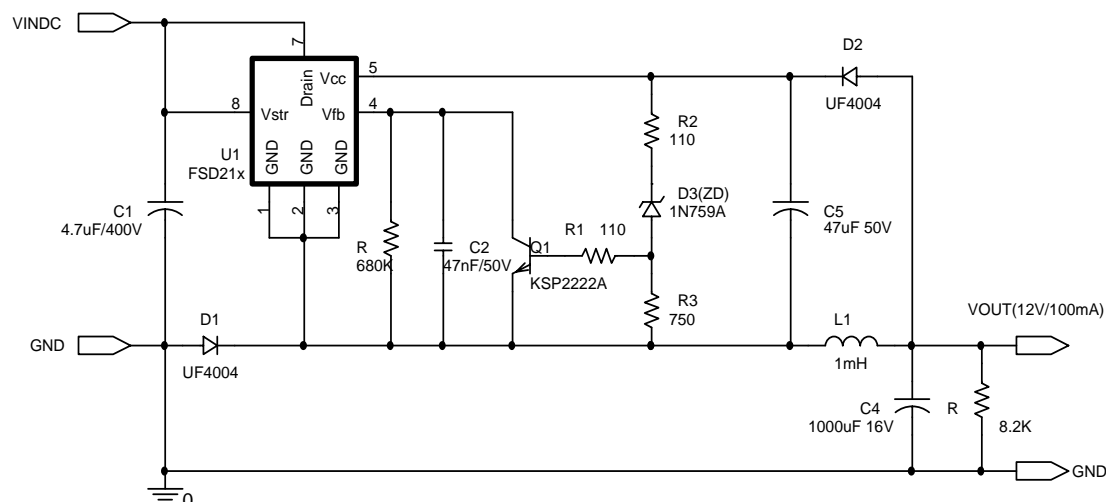 VINDC
7
D2
Drain
Vcc
5
8
Vstr
Vfb
4
UF4004
U1
FSD21x
GND
GND
GND
R2
110
1
2
3
C1
4.7uF/400V
D3(ZD)
1N759A
C5
47uF 50V
R
680K
C2
47nF/50V
Q1
KSP2222A
R1 110
R3
750
D1
GND
UF4004
L1
1mH
VOUT(12V/100mA)
C4
1000uF 16V
R
8.2K
GND
0